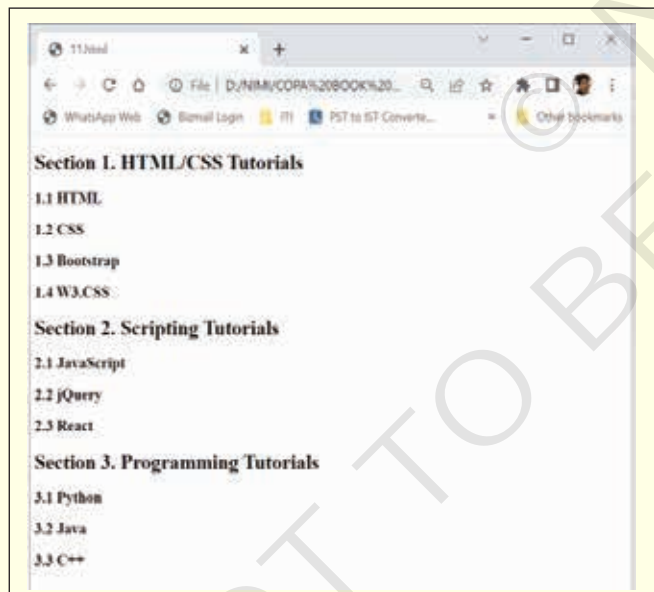 11.html
File D:/NIMI/COPA%20BOOK%20...
WhatsApp Web Bizmail Login ITI PST to IST Converte... Other bookmarks
Section 1. HTML/CSS Tutorials
1.1 HTML
1.2 CSS
1.3 Bootstrap
1.4 W3.CSS
Section 2. Scripting Tutorials
2.1 JavaScript
2.2 jQuery
2.3 React
Section 3. Programming Tutorials
3.1 Python
3.2 Java
3.3 C++
© N
T TO BE